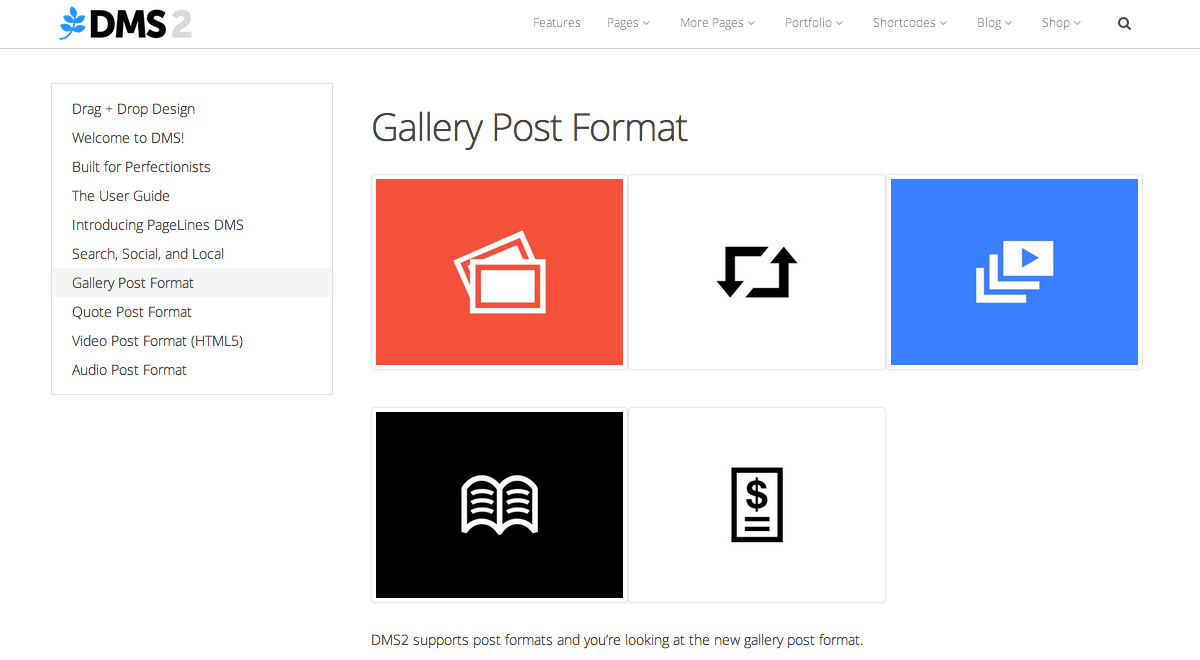 DMS 2
Features Pages More Pages Portfolio Shortcodes Blog Shop
Drag + Drop Design
Welcome to DMS!
Built for Perfectionists
The User Guide
Introducing PageLines DMS
Search, Social, and Local
Gallery Post Format
Quote Post Format
Video Post Format (HTML5)
Audio Post Format
Gallery Post Format
$
DMS2 supports post formats and you’re looking at the new gallery post format.